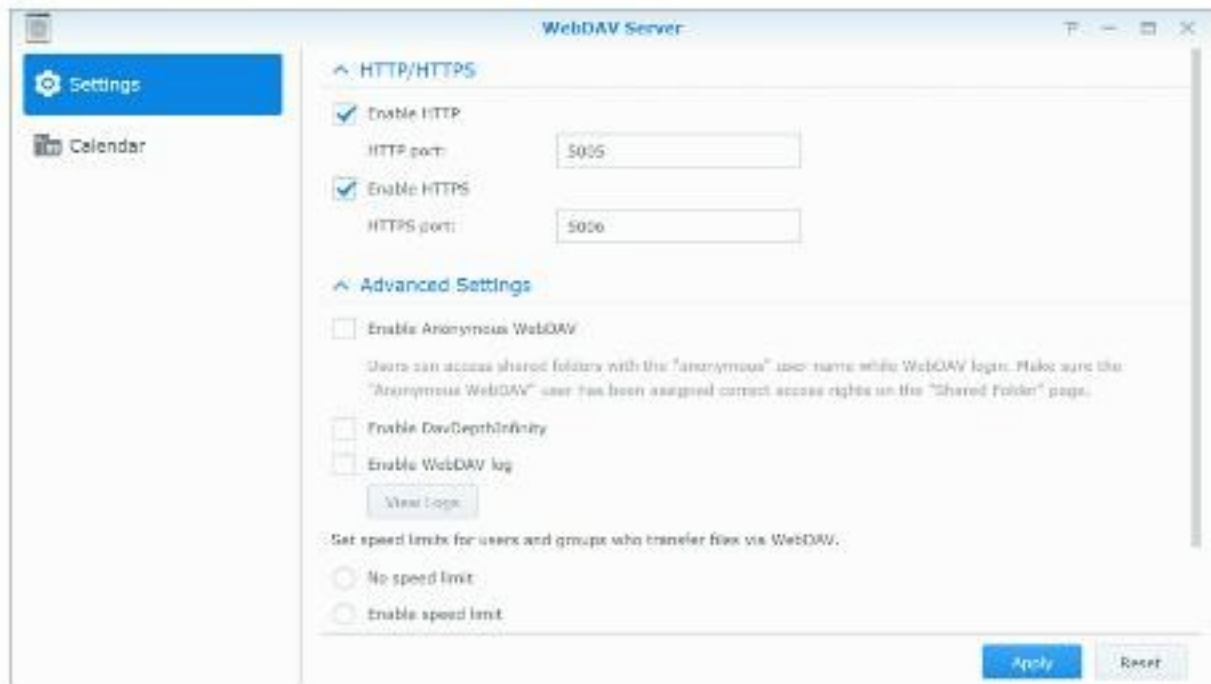 WebDAV Server
Settings
Calendar
HTTP/HTTPS
Enable HTTP
HTTP port:
5005
Enable HTTPS
HTTPS port:
5006
Advanced Settings
Enable Anonymous WebDAV
Users can access shared folders with the "anonymous" user name while WebDAV login. Make sure the
"Anonymous WebDAV" user has been assigned correct access rights on the "Shared Folder" page.
Enable DavDepthInfinity
Enable WebDAV log
View Logs
Set speed limits for users and groups who transfer files via WebDAV.
No speed limit
Enable speed limit
Apply
Reset